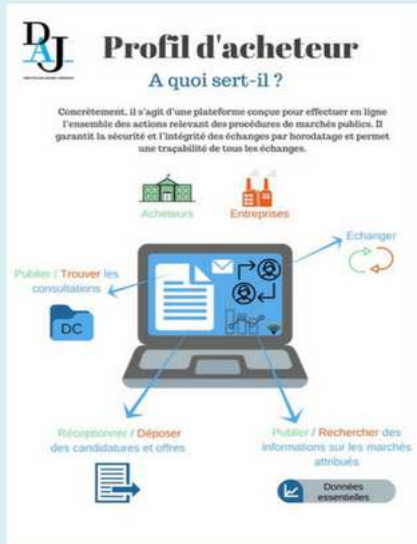 DAJ
Profil d'acheteur
A quoi sert-il ?
Concrètement, il s'agit d'une plateforme conçue pour effectuer en ligne
l'ensemble des actions relevant des procédures de marchés publics. Il
garantit la sécurité et l'intégrité des échanges par horodatage et permet
une traçabilité de tous les échanges.
Acheteurs
Entreprises
Echanger
Publier / Trouver les
consultations
DC
Réceptionner / Déposer
des candidatures et offres
Publier / Rechercher des
informations sur les marchés
attribués
Données
essentielles